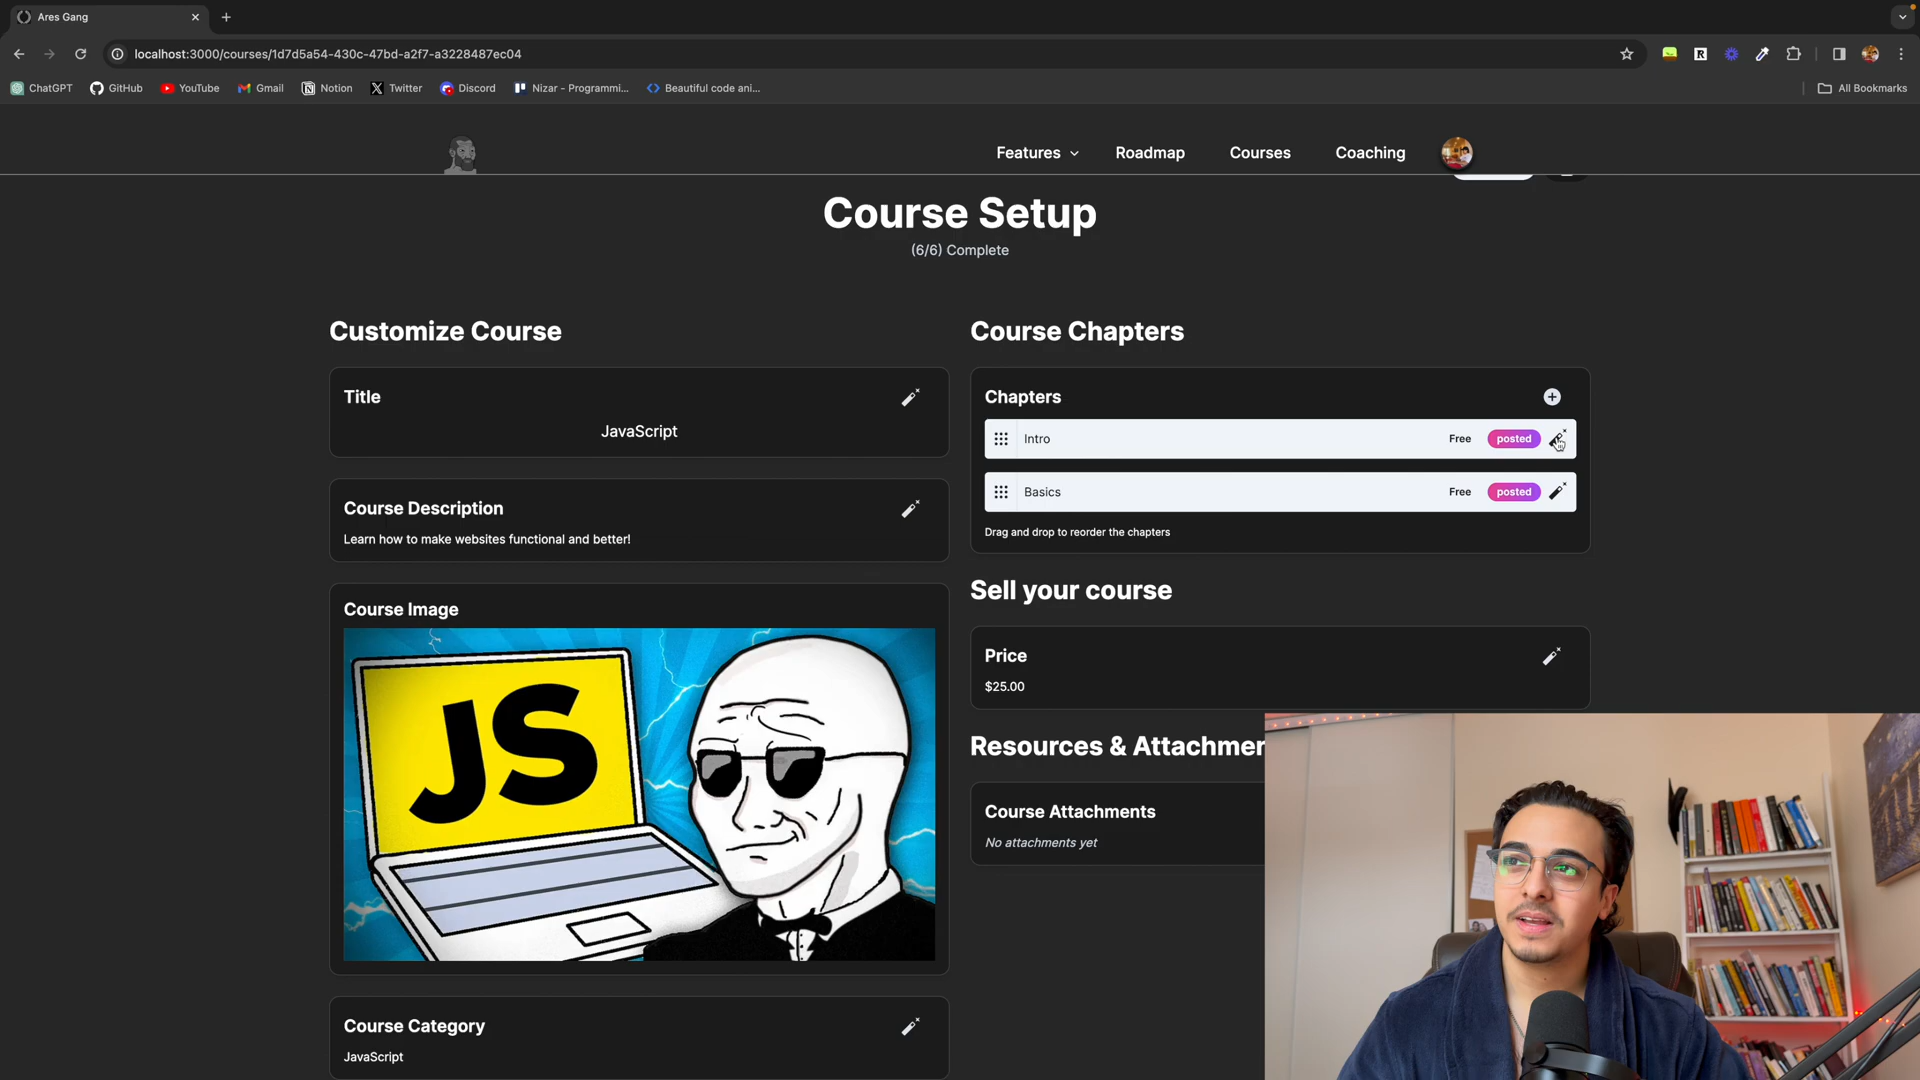 Ares Gang
localhost:3000/courses/1d7d5a54-430c-47bd-a2f7-a3228487ec04
ChatGPT
GitHub
YouTube
Gmail
Notion
Twitter
Discord
Nizar - Programmi...
Beautiful code ani...
All Bookmarks
Features
Roadmap
Courses
Coaching
Course Setup
(6/6) Complete
Customize Course
Title
JavaScript
Course Description
Learn how to make websites functional and better!
Course Image
JS
Course Category
JavaScript
Course Chapters
Chapters
Intro Free posted
Basics Free posted
Drag and drop to reorder the chapters
Sell your course
Price
$25.00
Resources & Attachmen
Course Attachments
No attachments yet